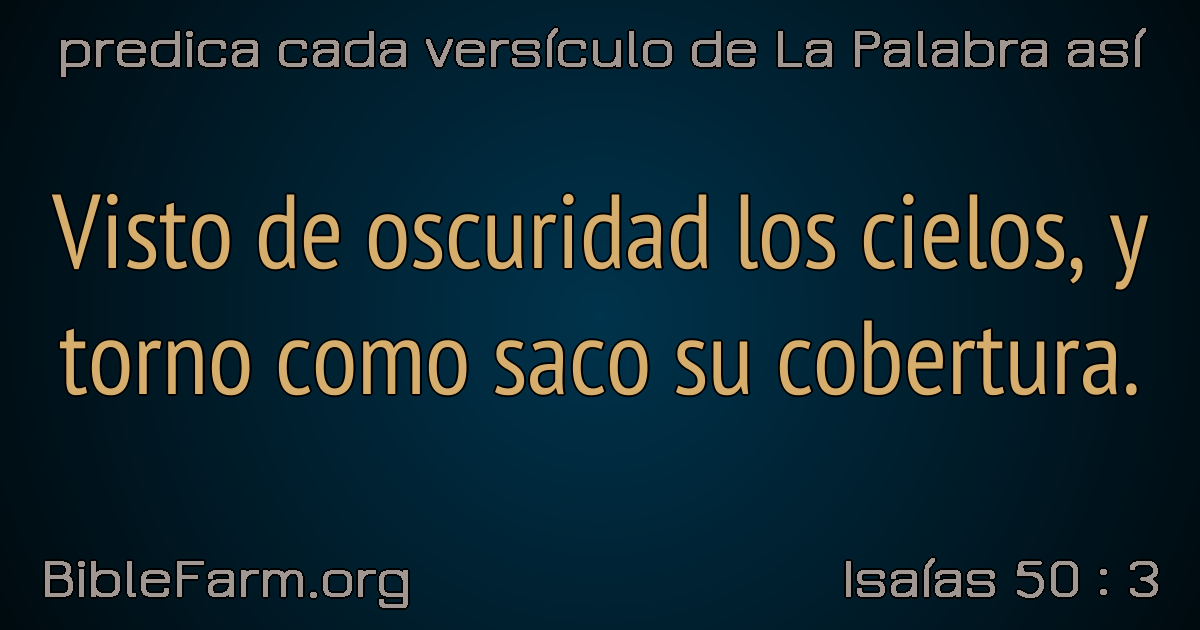 predica cada versículo de La Palabra así
Visto de oscuridad los cielos, y
torno como saco su cobertura.
BibleFarm.org
Isaías 50 : 3